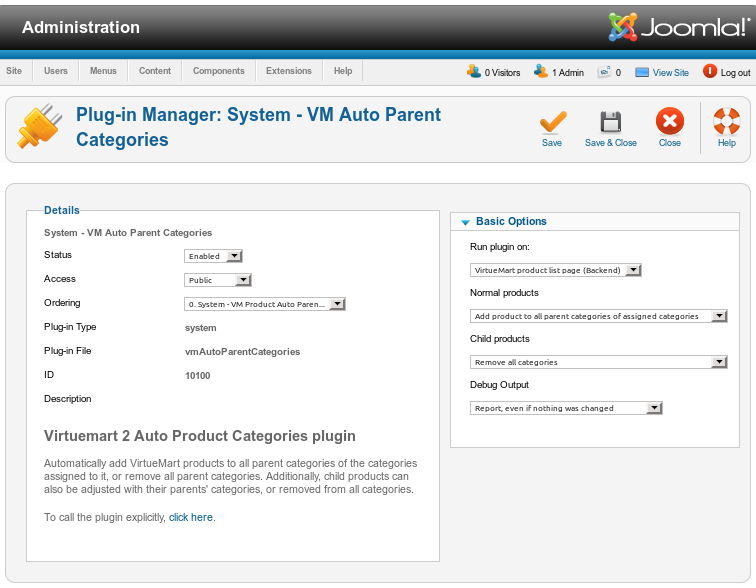 Administration
Joomla!®
Site Users Menus Content Components Extensions Help
0 Visitors 1 Admin 0 View Site Log out
Plug-in Manager: System - VM Auto Parent
Categories
Save Save & Close Close Help
Details
System - VM Auto Parent Categories
Status Enabled
Access Public
Ordering 0. System - VM Product Auto Paren...
Plug-in Type system
Plug-in File vmAutoParentCategories
ID 10100
Description
Virtuemart 2 Auto Product Categories plugin
Automatically add VirtueMart products to all parent categories of the categories
assigned to it, or remove all parent categories. Additionally, child products can
also be adjusted with their parents' categories, or removed from all categories.
To call the plugin explicitly, click here.
Basic Options
Run plugin on:
VirtueMart product list page (Backend)
Normal products
Add product to all parent categories of assigned categories
Child products
Remove all categories
Debug Output
Report, even if nothing was changed